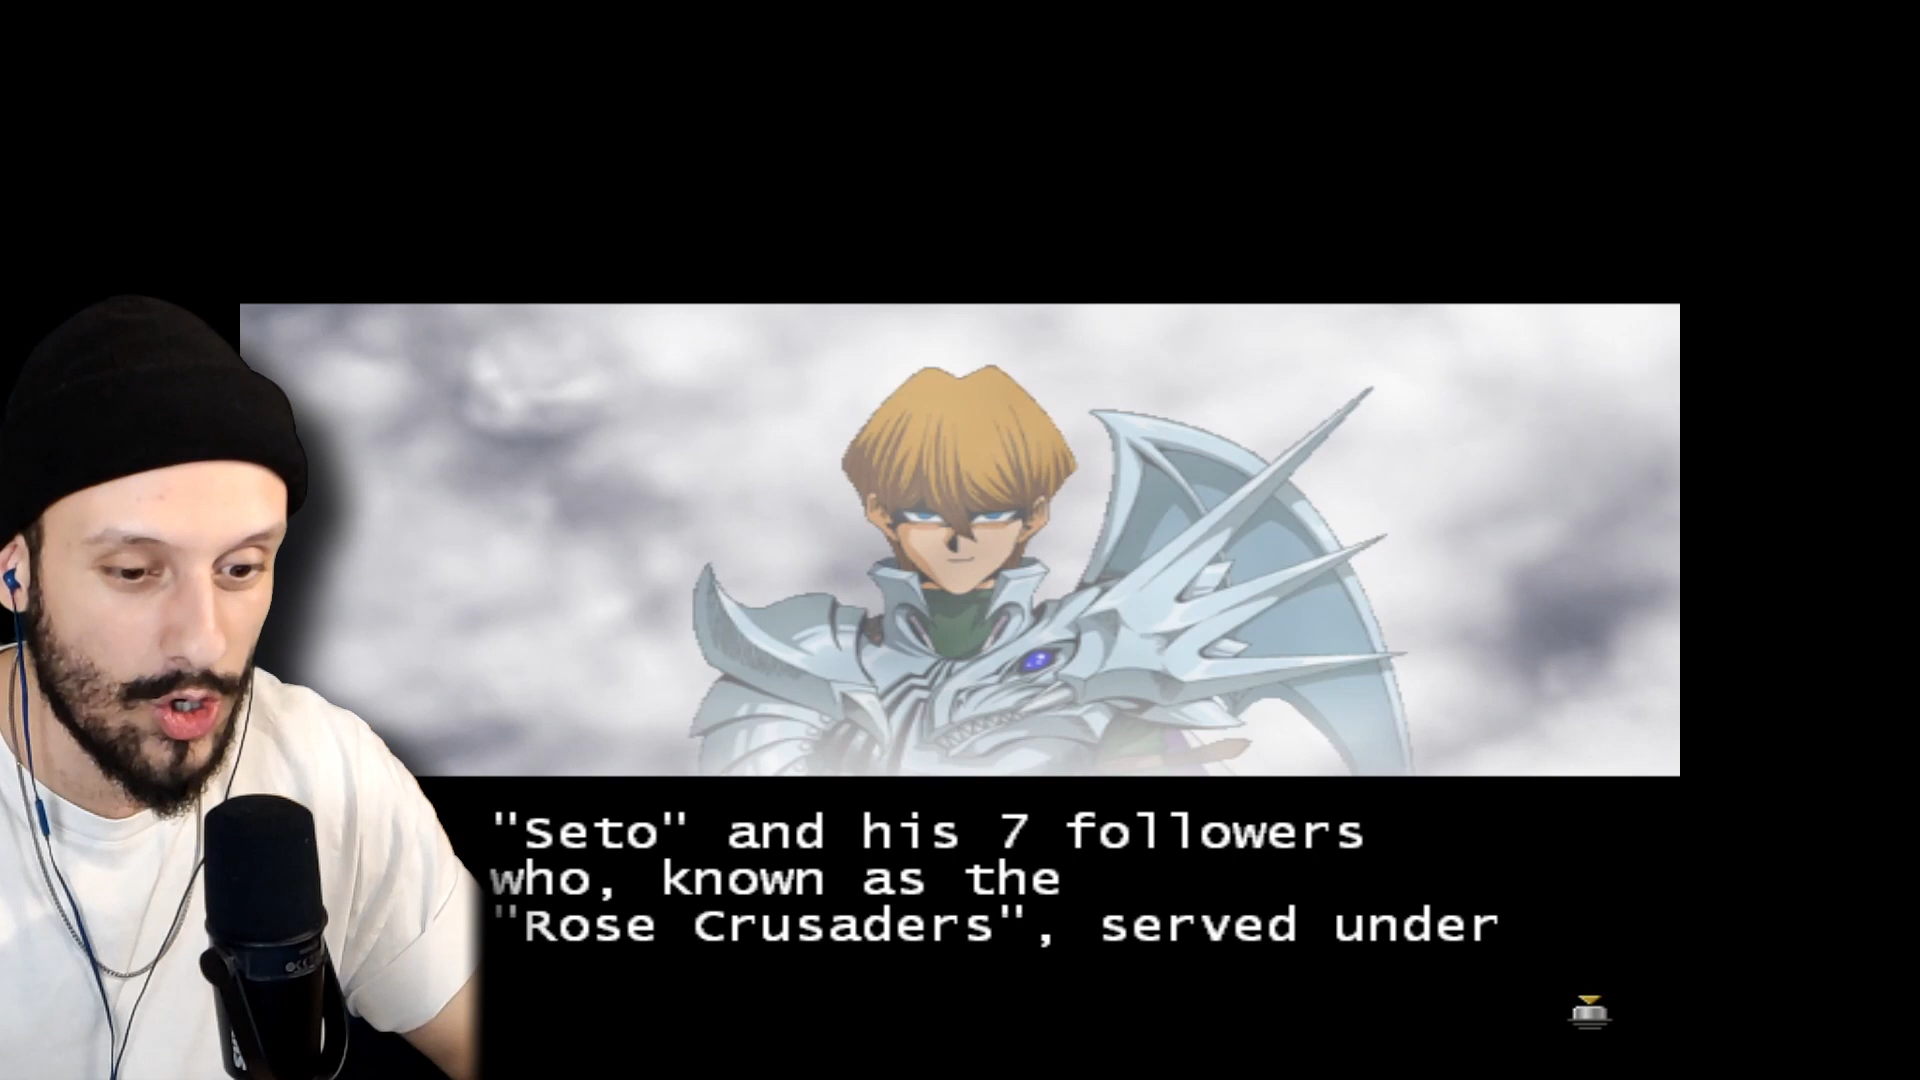 "Seto" and his 7 followers
who, known as the
"Rose Crusaders", served under